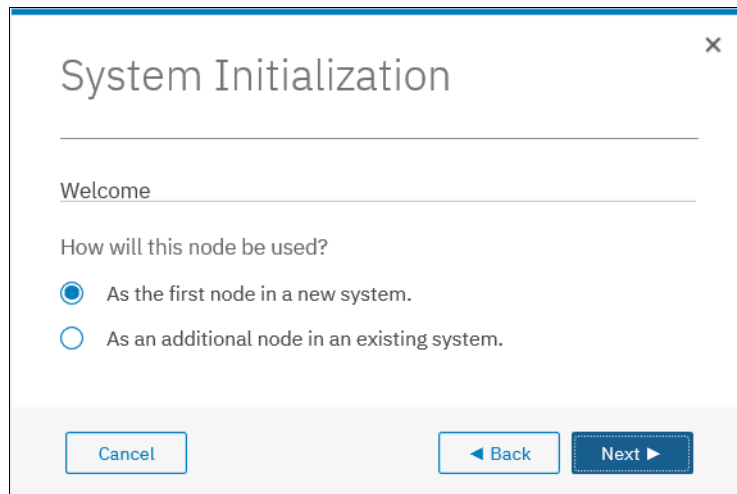 System Initialization
Welcome
How will this node be used?
As the first node in a new system.
As an additional node in an existing system.
Cancel
Back
Next